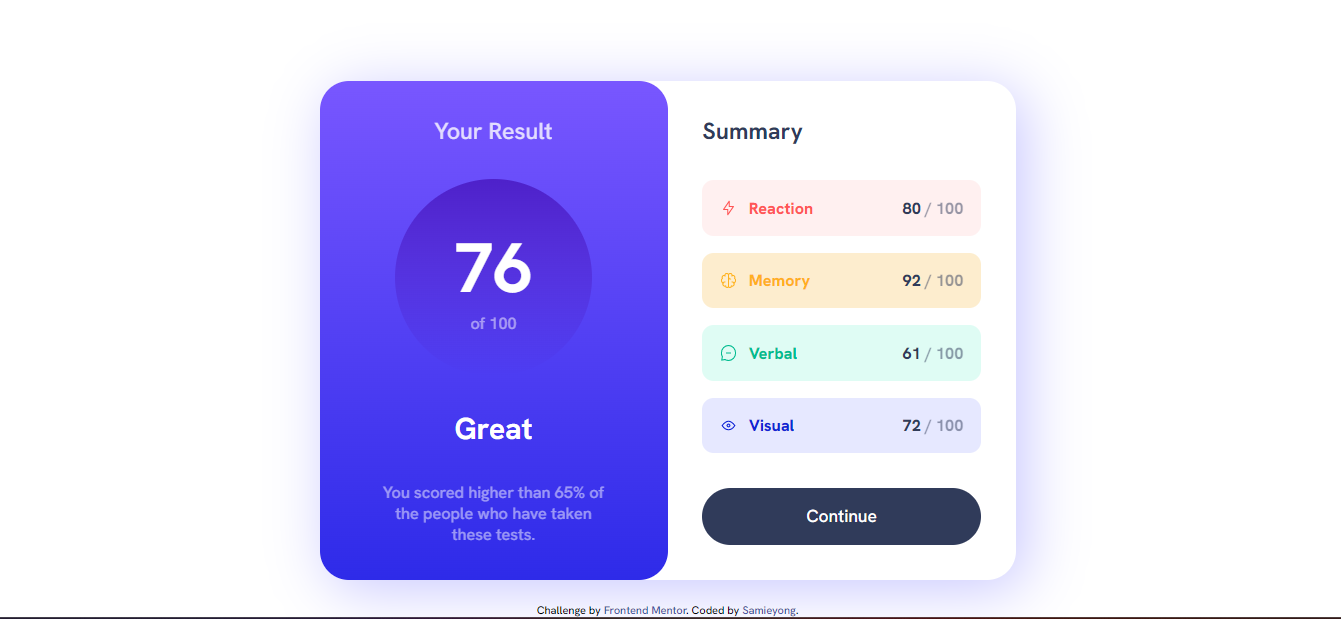 Your Result
76
of 100
Great
You scored higher than 65% of
the people who have taken
these tests.
Summary
Reaction 80 / 100
Memory 92 / 100
Verbal 61 / 100
Visual 72 / 100
Continue
Challenge by Frontend Mentor. Coded by Samieyong.